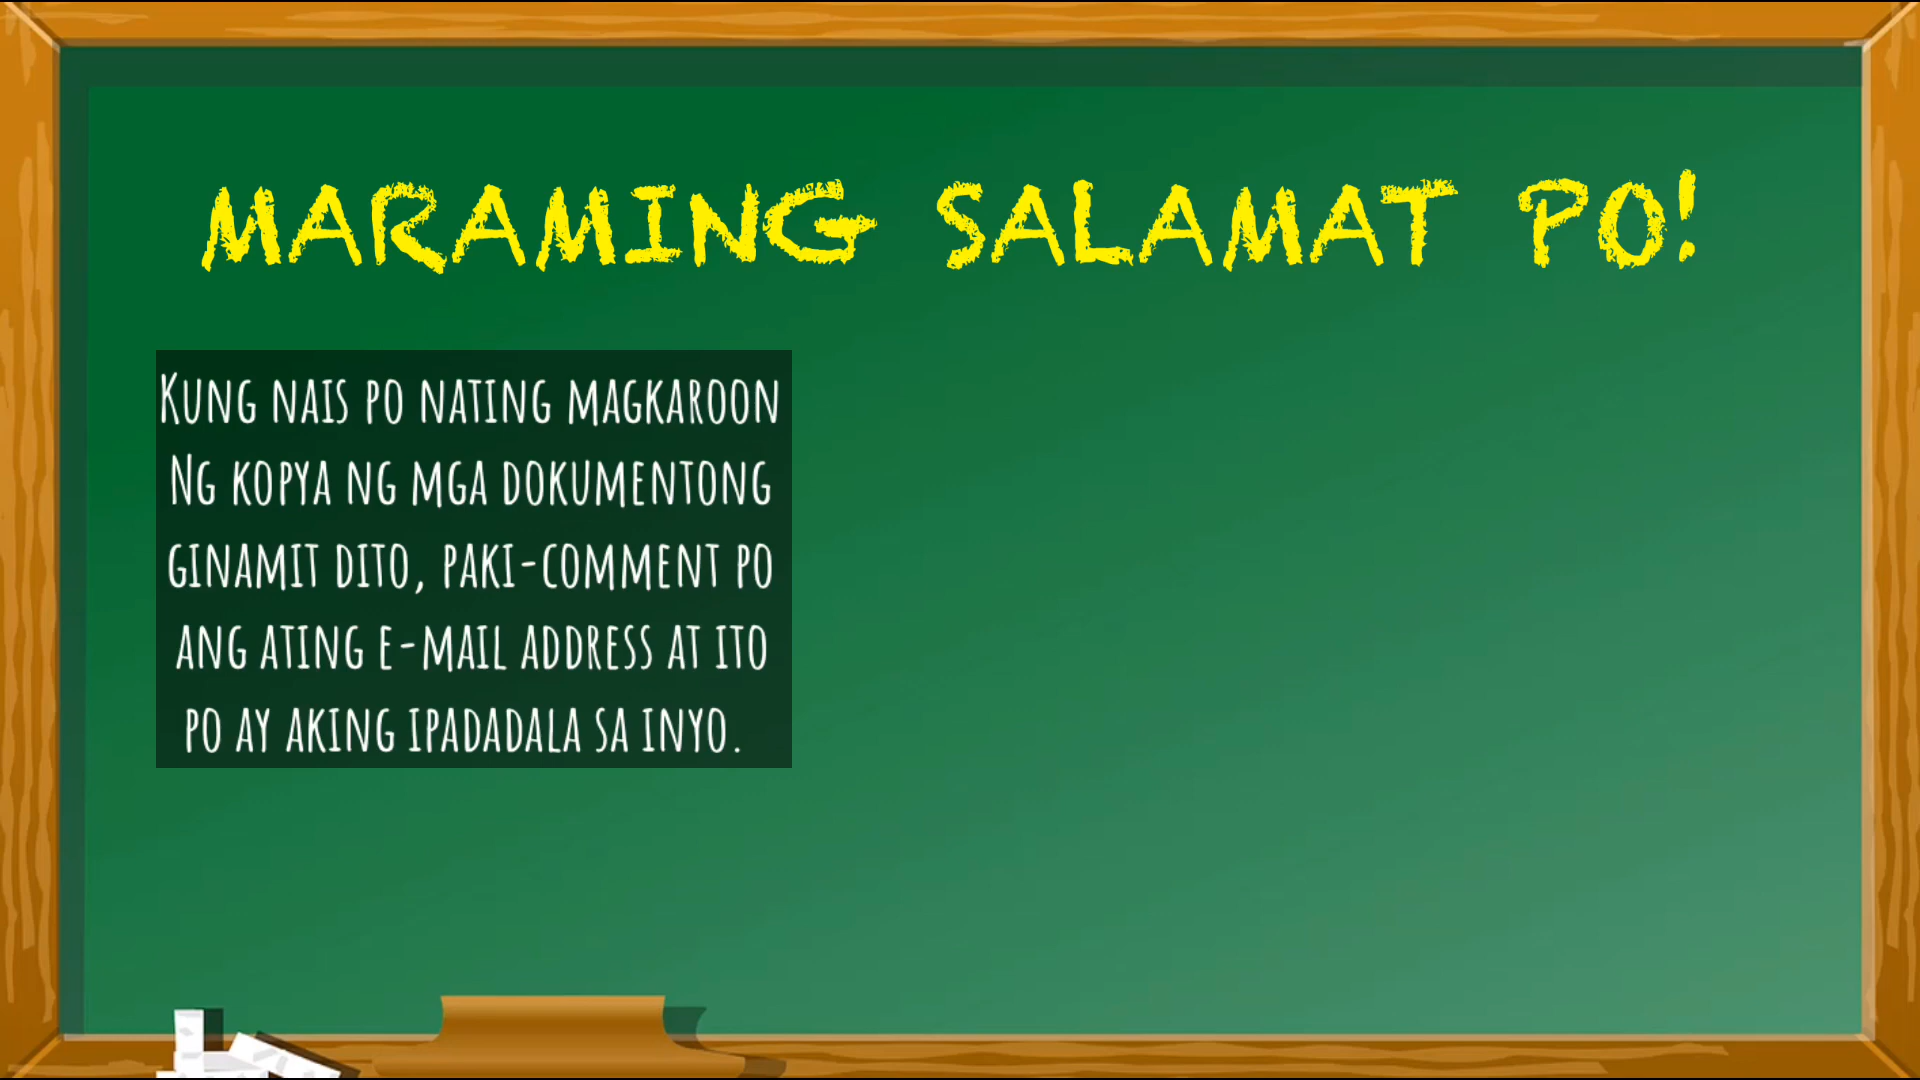 MARAMING SALAMAT PO!
Kung nais po nating magkaroon
Ng kopya ng mga dokumentong
ginamit dito, paki-comment po
ang ating e-mail address at ito
po ay aking ipadadala sa inyo.